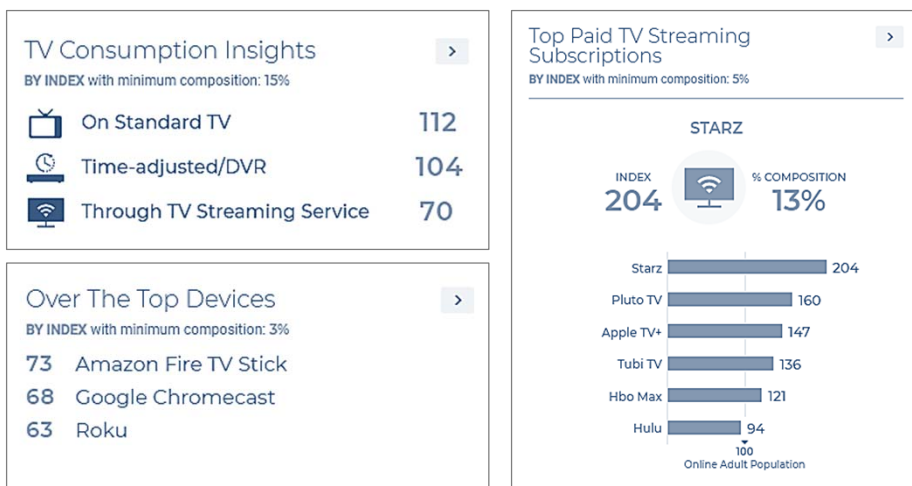 TV Consumption Insights
BY INDEX with minimum composition: 15%
On Standard TV 112
Time-adjusted/DVR 104
Through TV Streaming Service 70
Over The Top Devices
BY INDEX with minimum composition: 3%
73 Amazon Fire TV Stick
68 Google Chromecast
63 Roku
Top Paid TV Streaming
Subscriptions
BY INDEX with minimum composition: 5%
STARZ
INDEX
204
% COMPOSITION
13%
Starz 204
Pluto TV 160
Apple TV+ 147
Tubi TV 136
Hbo Max 121
Hulu 94
100
Online Adult Population